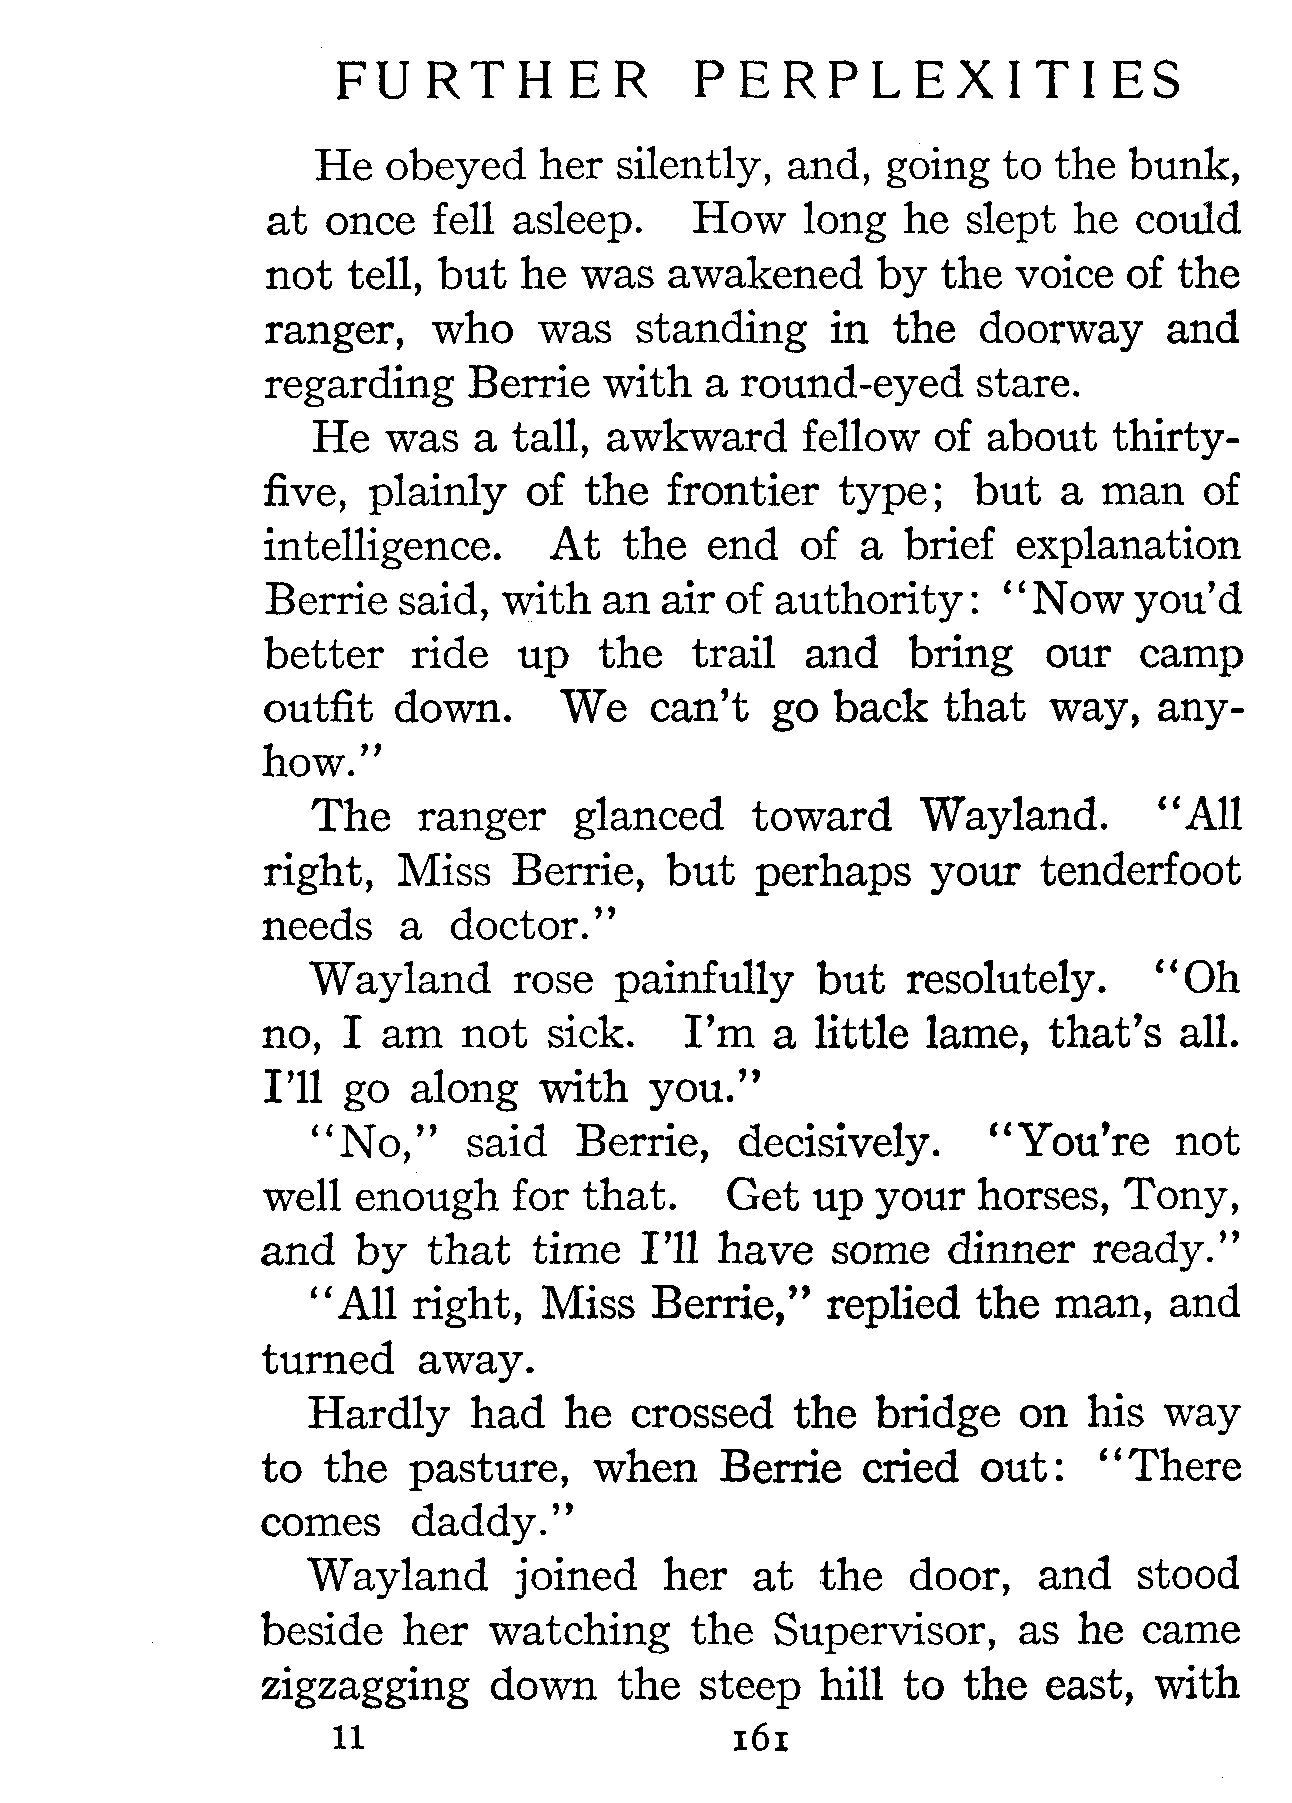 FURTHER PERPLEXITIES
He obeyed her silently, and, going to the bunk,
at once fell asleep. How long he slept he could
not tell, but he was awakened by the voice of the
ranger, who was standing in the doorway and
regarding Berrie with a round-eyed stare.
He was a tall, awkward fellow of about thirty-
five, plainly of the frontier type; but a man of
intelligence. At the end of a brief explanation
Berrie said, with an air of authority: “Now you’d
better ride up the trail and bring our camp
outfit down. We can’t go back that way, any-
how.”
The ranger glanced toward Wayland. “All
right, Miss Berrie, but perhaps your tenderfoot
needs a doctor.”
Wayland rose painfully but resolutely. “Oh
no, I am not sick. I’m a little lame, that’s all.
I’ll go along with you.”
“No,” said Berrie, decisively. “You’re not
well enough for that. Get up your horses, Tony,
and by that time I’ll have some dinner ready.”
“All right, Miss Berrie,” replied the man, and
turned away.
Hardly had he crossed the bridge on his way
to the pasture, when Berrie cried out: “There
comes daddy.”
Wayland joined her at the door, and stood
beside her watching the Supervisor, as he came
zigzagging down the steep hill to the east, with
11 161